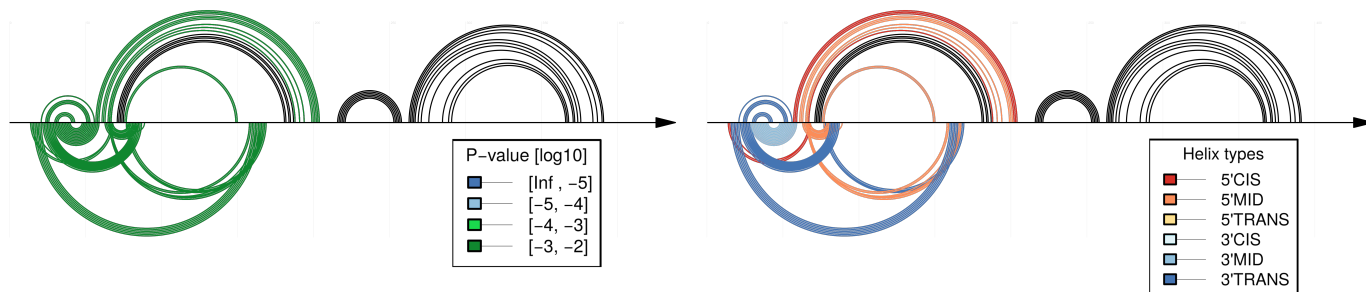 P−value [log10]
[Inf , −5]
[−5, −4]
[−4, −3]
[−3, −2]
Helix types
5'CIS
5'MID
5'TRANS
3'CIS
3'MID
3'TRANS